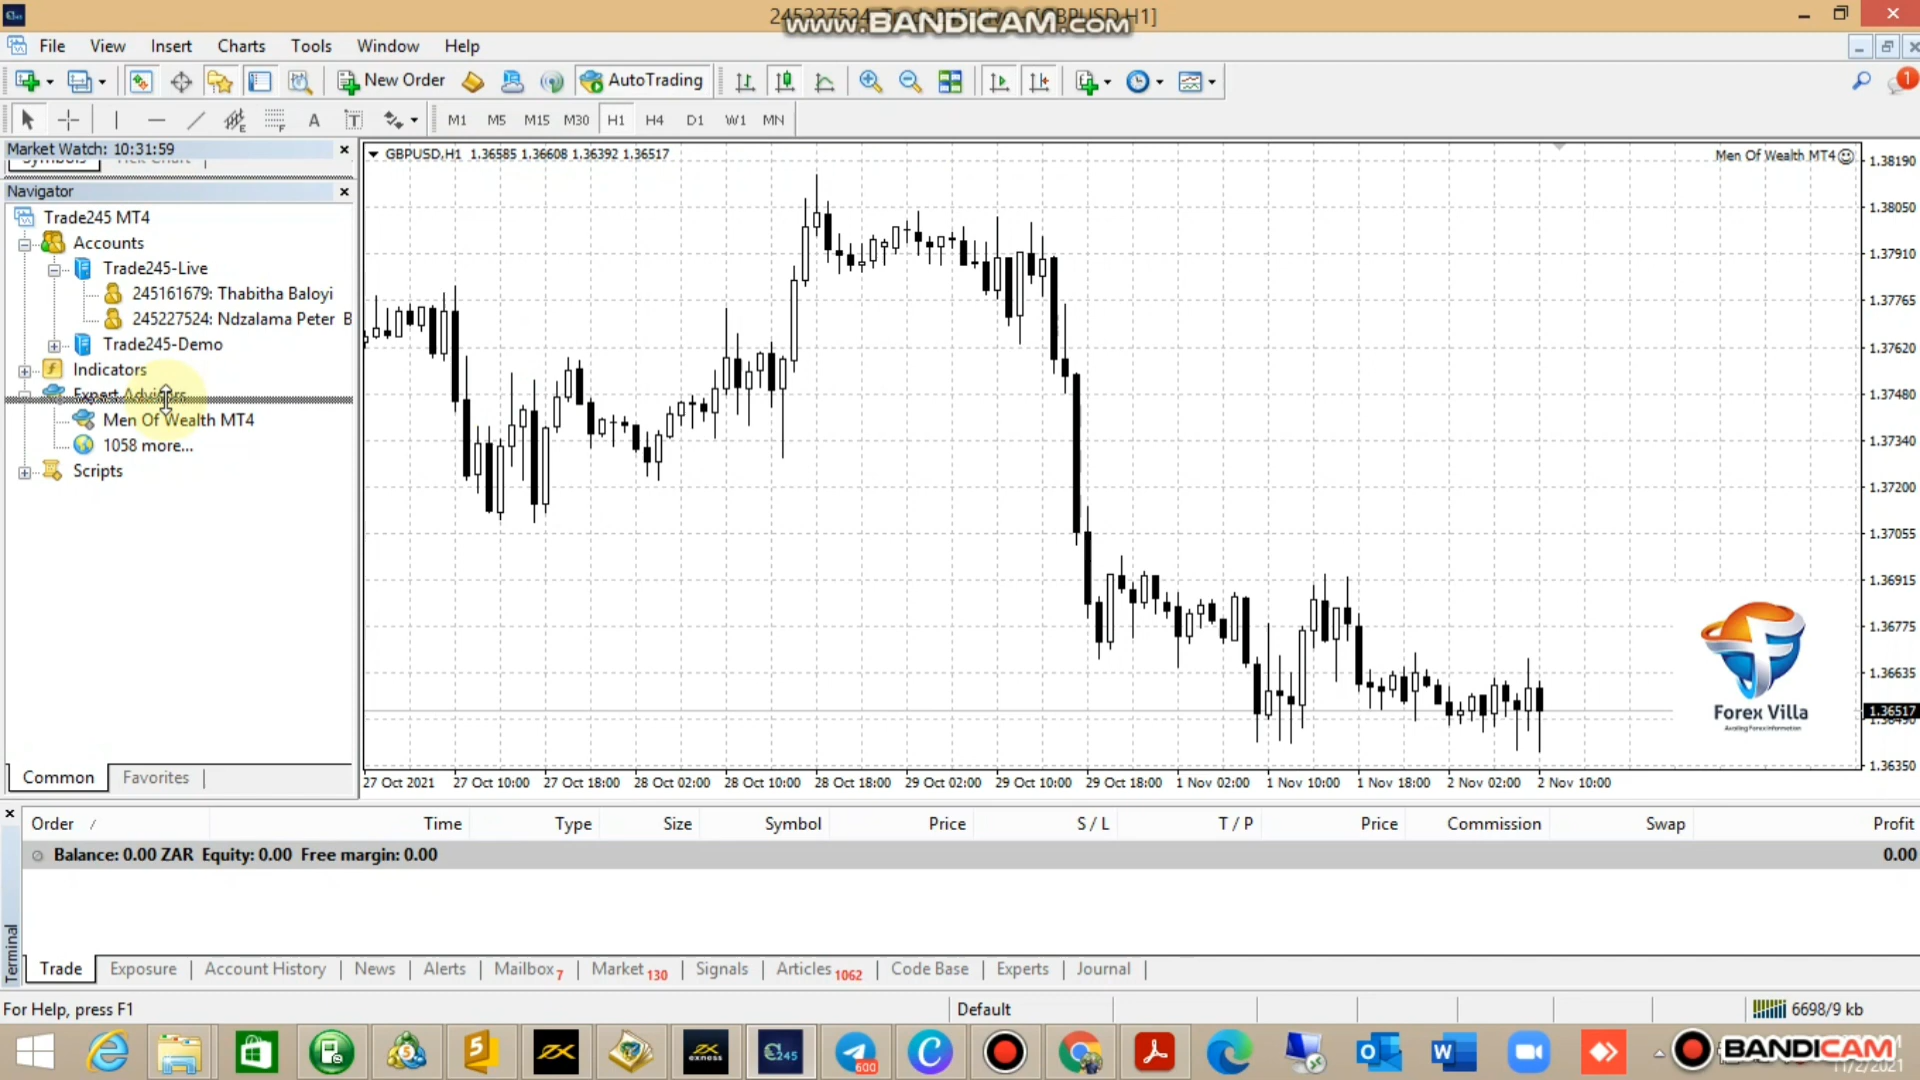 WWW.BANDICAM.COM
File View Insert Charts Tools Window Help
New Order AutoTrading 1
M1 M5 M15 M30 H1 H4 D1 W1 MN
Market Watch: 10:31:59
Navigator
Trade245 MT4
Accounts
Trade245-Live
245161679: Thabitha Baloyi
245227524: Ndzalama Peter B
Trade245-Demo
Indicators
Expert Advisors
Men Of Wealth MT4
1058 more...
Scripts
Common Favorites
GBPUSD,H1 1.36585 1.36608 1.36392 1.36517
Men Of Wealth MT4
1.38190
1.38050
1.37910
1.37765
1.37620
1.37480
1.37340
1.37200
1.37055
1.36915
1.36775
1.36635
1.36517
1.36350
Forex Villa
27 Oct 2021 27 Oct 10:00 27 Oct 18:00 28 Oct 02:00 28 Oct 10:00 28 Oct 18:00 29 Oct 02:00 29 Oct 10:00 29 Oct 18:00 1 Nov 02:00 1 Nov 10:00 1 Nov 18:00 2 Nov 02:00 2 Nov 10:00
Order / Time Type Size Symbol Price S / L T / P Price Commission Swap Profit
Balance: 0.00 ZAR Equity: 0.00 Free margin: 0.00 0.00
Terminal
Trade Exposure Account History News Alerts Mailbox 7 Market 130 Signals Articles 1062 Code Base Experts Journal
For Help, press F1 Default 6698/9 kb
exness 245 600
BANDICAM
11/2/2021